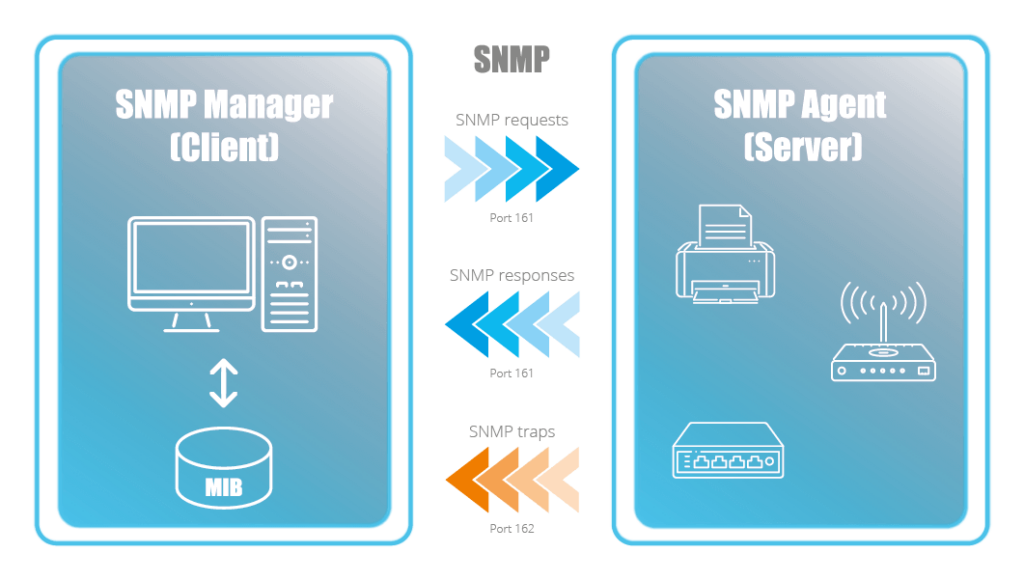 SNMP Manager
(Client)
MIB
SNMP
SNMP requests
Port 161
SNMP responses
Port 161
SNMP traps
Port 162
SNMP Agent
(Server)